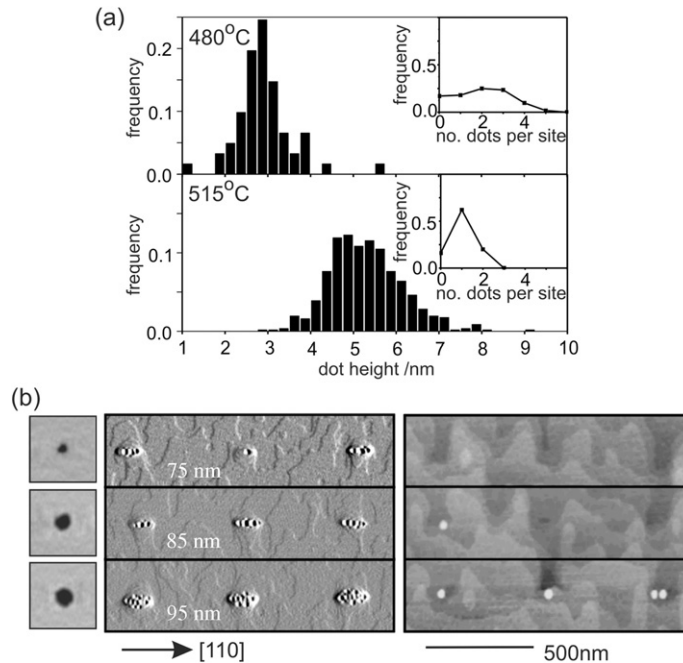 (a)
480°C
frequency
0.2
0.1
0.0
frequency
0.5
0.0
0 2 4
no. dots per site
515°C
frequency
0.1
0.0
frequency
0.5
0.0
0 2 4
no. dots per site
1 2 3 4 5 6 7 8 9 10
dot height /nm
(b)
75 nm
85 nm
95 nm
[110]
500nm